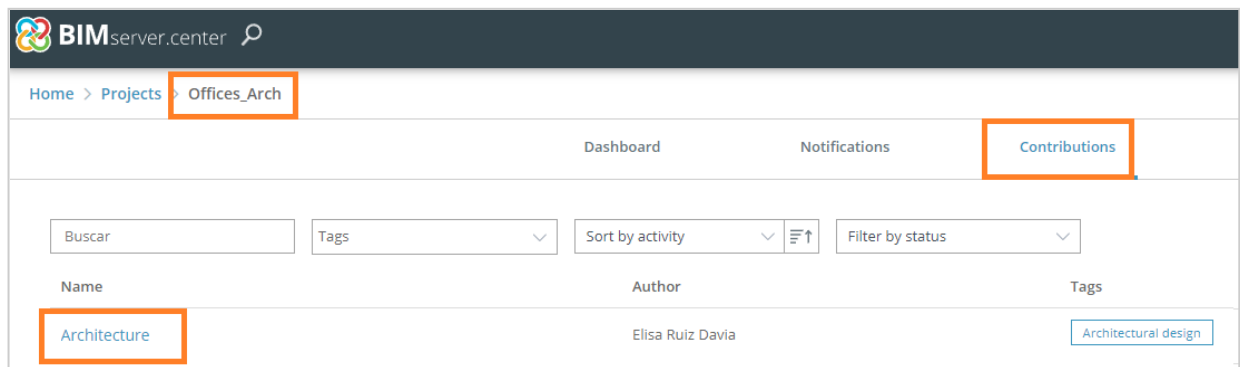 BIMserver.center
Home > Projects > Offices_Arch
Dashboard Notifications Contributions
Buscar Tags Sort by activity Filter by status
Name Author Tags
Architecture Elisa Ruiz Davia Architectural design